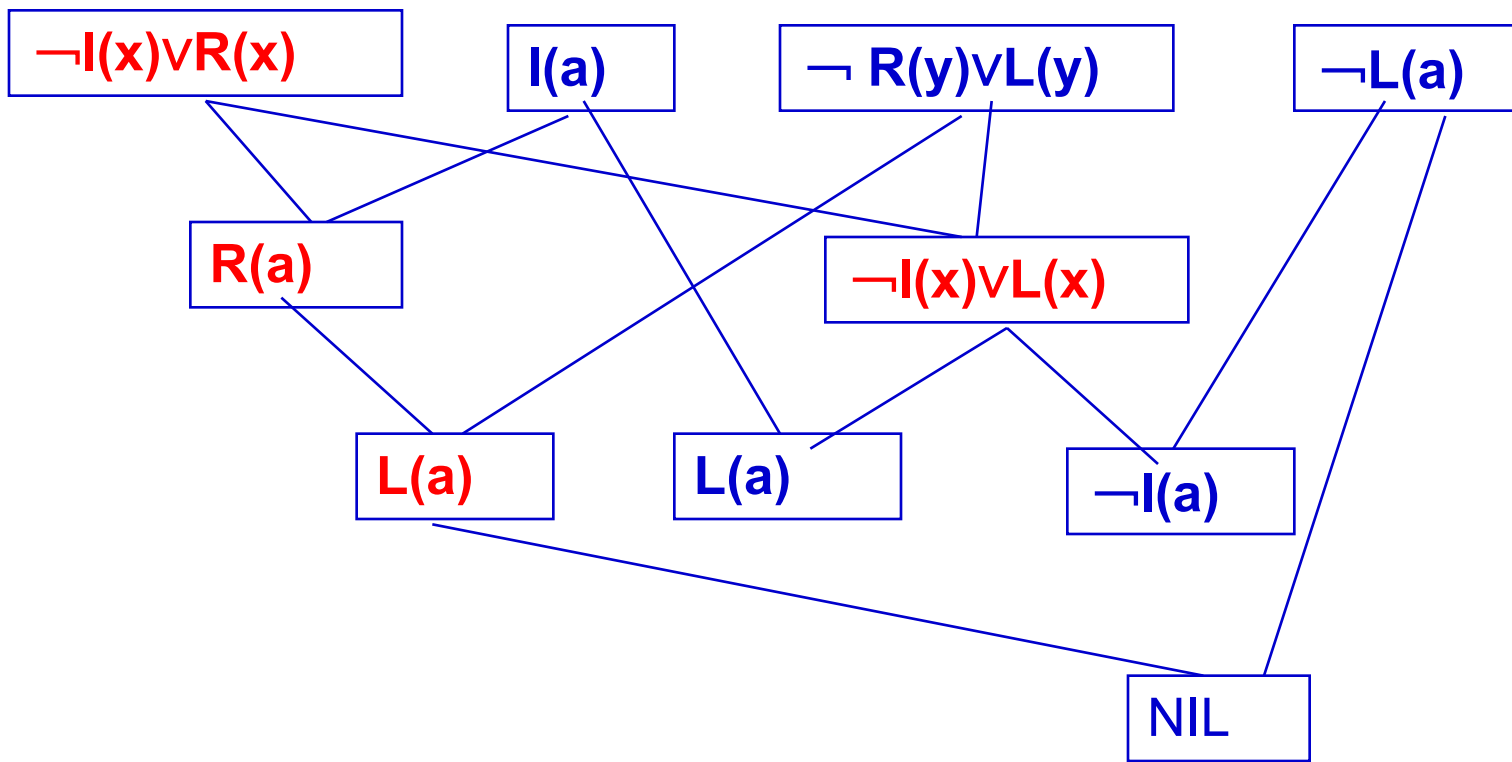 ¬I(x)∨R(x)
I(a)
¬ R(y)∨L(y)
¬L(a)
R(a)
¬I(x)∨L(x)
L(a)
L(a)
¬I(a)
NIL